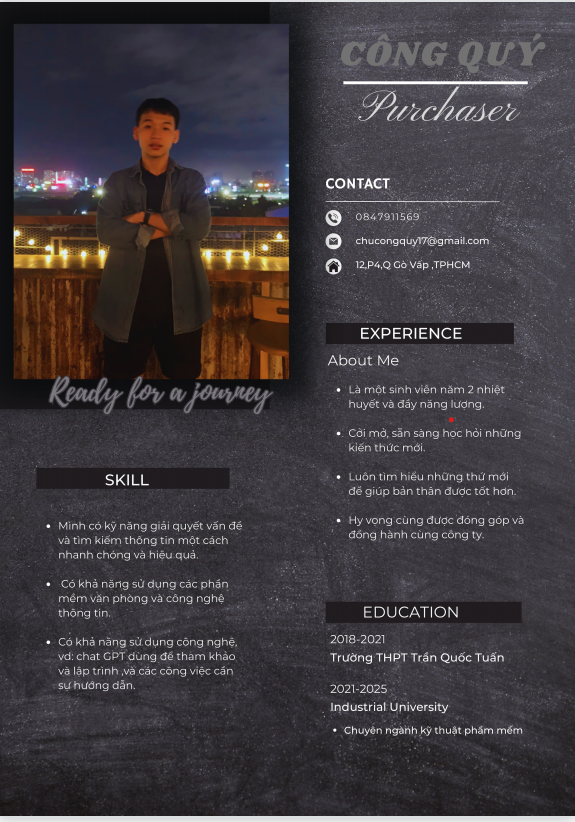 CÔNG QUÝ
Purchaser
Ready for a journey
CONTACT
0847911569
chucongquy17@gmail.com
12,P4,Q Gò Vấp ,TPHCM
EXPERIENCE
About Me
Là một sinh viên năm 2 nhiệt
huyết và đầy năng lượng.
Cởi mở, sẵn sàng học hỏi những
kiến thức mới.
Luôn tìm hiểu những thứ mới
để giúp bản thân được tốt hơn.
Hy vọng cùng được đóng góp và
đồng hành cùng công ty.
SKILL
Mình có kỹ năng giải quyết vấn đề
và tìm kiếm thông tin một cách
nhanh chóng và hiệu quả.
Có khả năng sử dụng các phần
mềm văn phòng và công nghệ
thông tin.
Có khả năng sử dụng công nghệ,
vd: chat GPT dùng để tham khảo
và lập trình ,và các công việc cần
sự hướng dẫn.
EDUCATION
2018-2021
Trường THPT Trần Quốc Tuấn
2021-2025
Industrial University
Chuyên ngành kỹ thuật phầm mềm